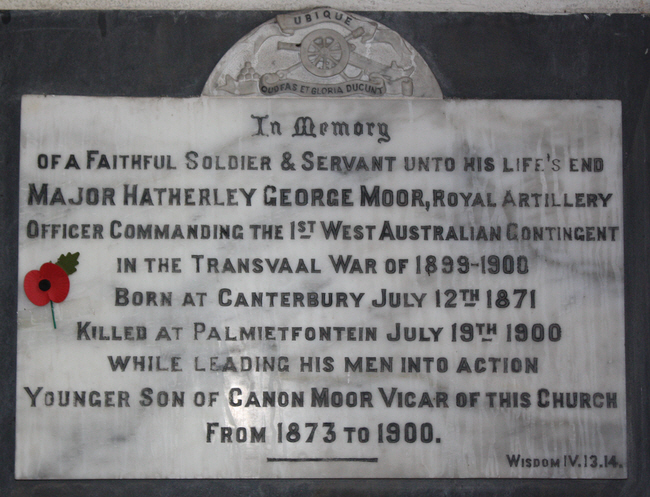 UBIQUE
QUO FAS ET GLORIA DUCUNT
In Memory
OF A FAITHFUL SOLDIER & SERVANT UNTO HIS LIFE'S END
MAJOR HATHERLEY GEORGE MOOR, ROYAL ARTILLERY
OFFICER COMMANDING THE 1ST WEST AUSTRALIAN CONTINGENT
IN THE TRANSVAAL WAR OF 1899-1900
BORN AT CANTERBURY JULY 12TH 1871
KILLED AT PALMIETFONTEIN JULY 19TH 1900
WHILE LEADING HIS MEN INTO ACTION
YOUNGER SON OF CANON MOOR VICAR OF THIS CHURCH
FROM 1873 TO 1900.
WISDOM IV.13.14.